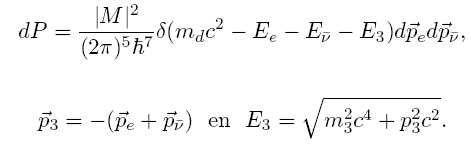 dP = \frac{|M|^2}{(2\pi)^5 \hbar^7} \delta(m_d c^2 - E_e - E_{\bar{\nu}} - E_3) d\vec{p}_e d\vec{p}_{\bar{\nu}},
\vec{p}_3 = -(\vec{p}_e + \vec{p}_{\bar{\nu}}) en E_3 = \sqrt{m_3^2 c^4 + p_3^2 c^2}.